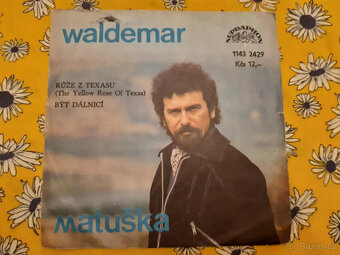 waldemar
SUPRAPHON
1143 2429
Kčs 12,–
RŮŽE Z TEXASU
(The Yellow Rose Of Texas)
BÝT DÁLNICÍ
matuška